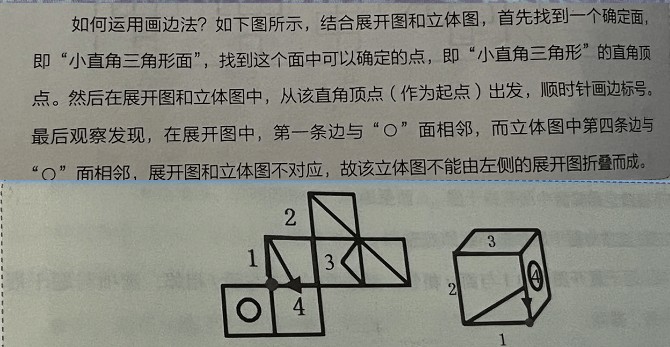 如何运用画边法？如下图所示，结合展开图和立体图，首先找到一个确定面，
即“小直角三角形面”，找到这个面中可以确定的点，即“小直角三角形”的直角顶
点。然后在展开图和立体图中，从该直角顶点（作为起点）出发，顺时针画边标号。
最后观察发现，在展开图中，第一条边与“○”面相邻，而立体图中第四条边与
“○”面相邻，展开图和立体图不对应，故该立体图不能由左侧的展开图折叠而成。
2
1
3
4
3
2
4
1